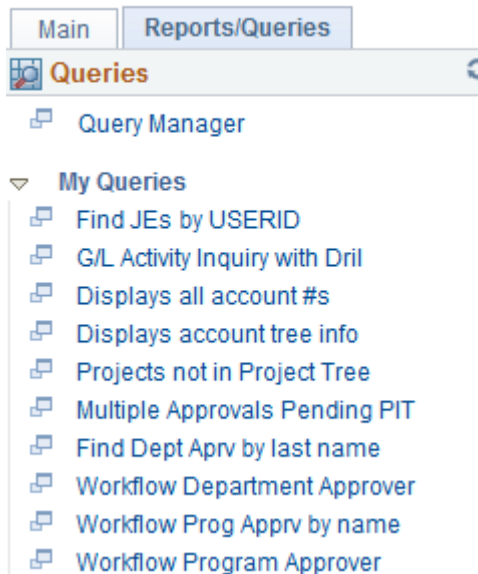 Main
Reports/Queries
Queries
Query Manager
My Queries
Find JEs by USERID
G/L Activity Inquiry with Dril
Displays all account #s
Displays account tree info
Projects not in Project Tree
Multiple Approvals Pending PIT
Find Dept Aprv by last name
Workflow Department Approver
Workflow Prog Apprv by name
Workflow Program Approver